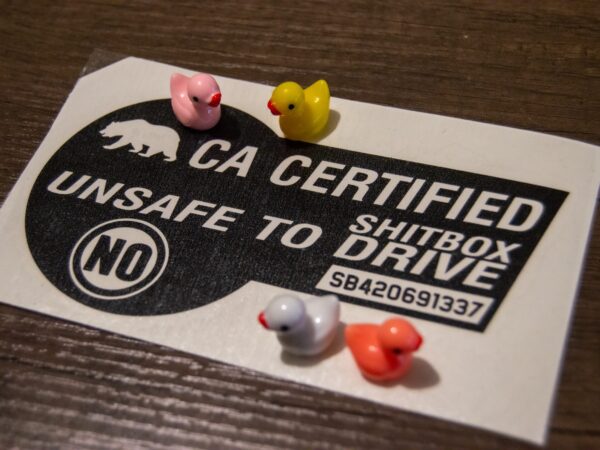 CA CERTIFIED
UNSAFE TO SHITBOX DRIVE
SB420691337
NO